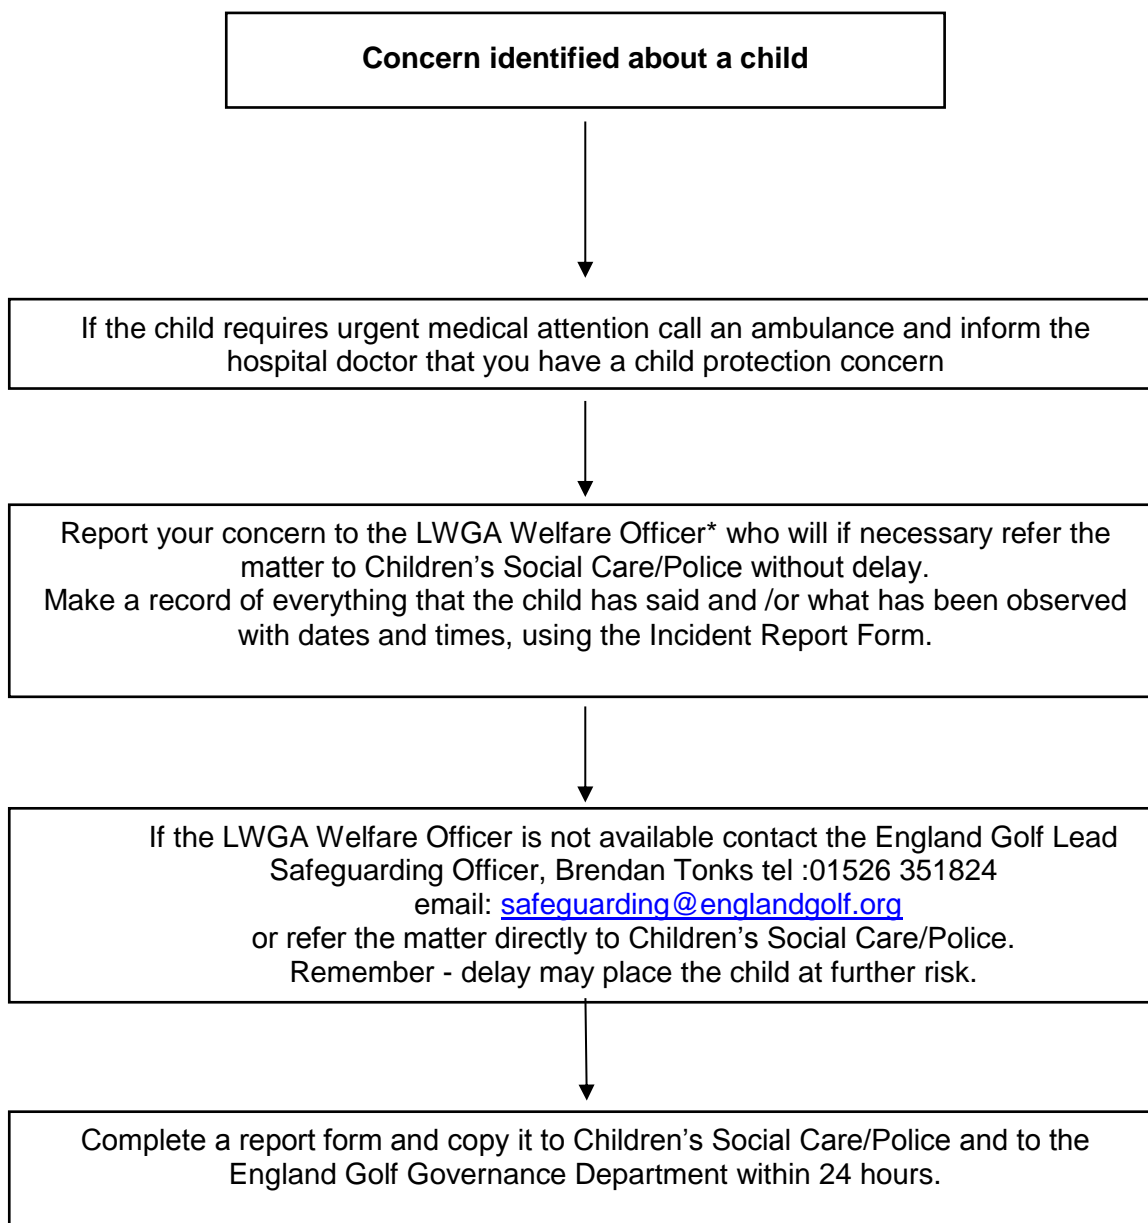 Concern identified about a child
If the child requires urgent medical attention call an ambulance and inform the
hospital doctor that you have a child protection concern
Report your concern to the LWGA Welfare Officer* who will if necessary refer the
matter to Children’s Social Care/Police without delay.
Make a record of everything that the child has said and /or what has been observed
with dates and times, using the Incident Report Form.
If the LWGA Welfare Officer is not available contact the England Golf Lead
Safeguarding Officer, Brendan Tonks tel :01526 351824
email: safeguarding@englandgolf.org
or refer the matter directly to Children’s Social Care/Police.
Remember - delay may place the child at further risk.
Complete a report form and copy it to Children’s Social Care/Police and to the
England Golf Governance Department within 24 hours.